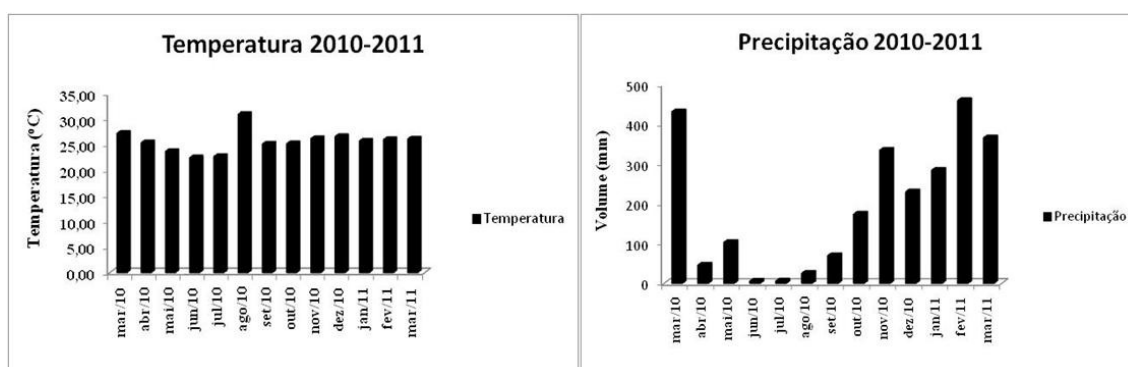 Temperatura 2010-2011
Temperatura (ºC)
35,00
30,00
25,00
20,00
15,00
10,00
5,00
0,00
mar/10
abr/10
mai/10
jun/10
jul/10
ago/10
set/10
out/10
nov/10
dez/10
jan/11
fev/11
mar/11
Temperatura
Precipitação 2010-2011
Volume (mm)
500
400
300
200
100
0
mar/10
abr/10
mai/10
jun/10
jul/10
ago/10
set/10
out/10
nov/10
dez/10
jan/11
fev/11
mar/11
Precipitação